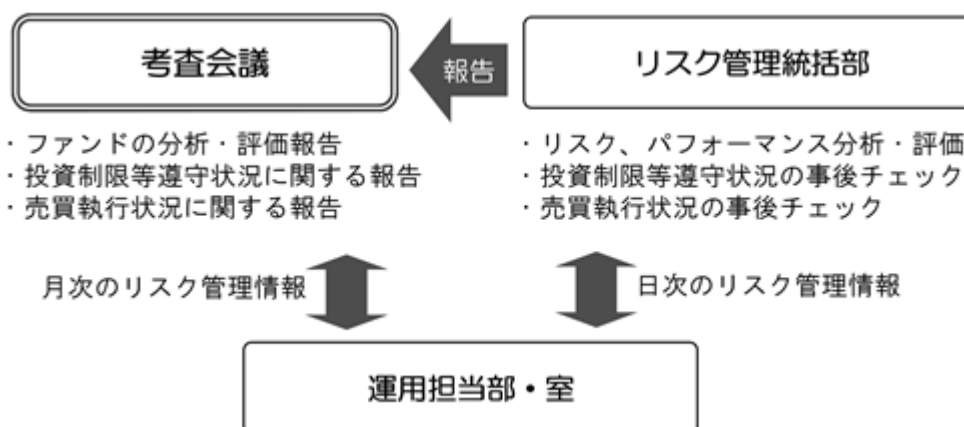 考査会議
報告
リスク管理統括部
・ファンドの分析・評価報告
・投資制限等遵守状況に関する報告
・売買執行状況に関する報告
・リスク、パフォーマンス分析・評価
・投資制限等遵守状況の事後チェック
・売買執行状況の事後チェック
月次のリスク管理情報
日次のリスク管理情報
運用担当部・室